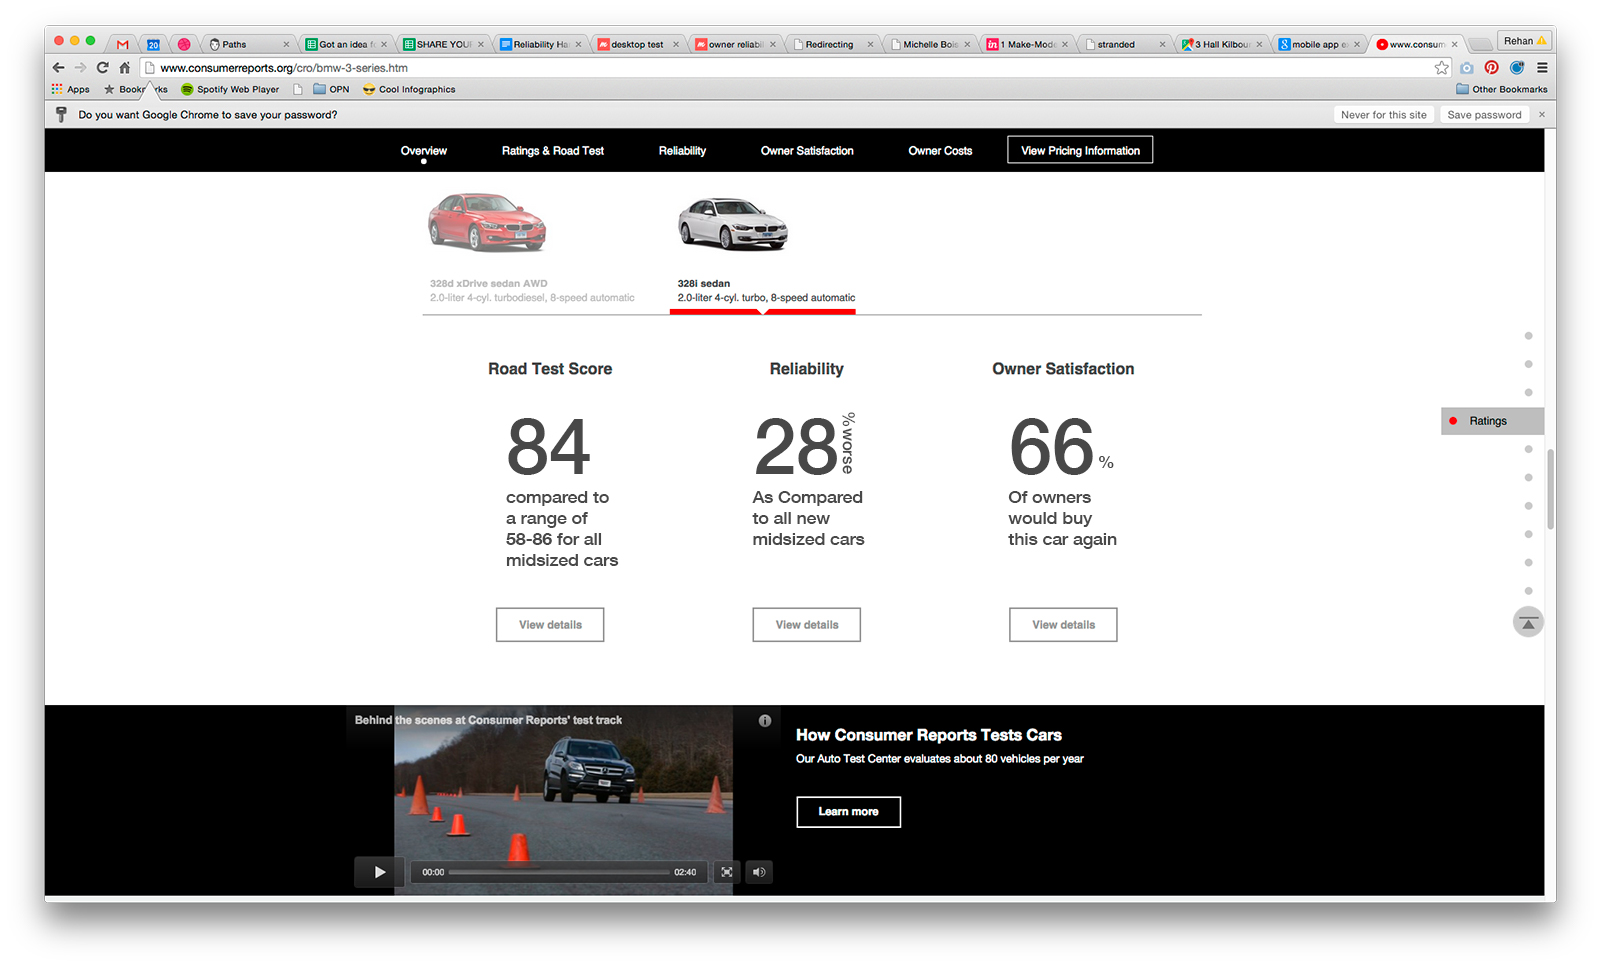 20
Paths
Got an idea f
SHARE YOUR
Reliability Ha
desktop test
owner reliabil
Redirecting
Michelle Bois
in 1 Make-Mode
stranded
3 Hall Kilbou
mobile app e
www.consum
Rehan
www.consumerreports.org/cro/bmw-3-series.htm
Apps
Bookmarks
Spotify Web Player
OPN
Cool Infographics
Other Bookmarks
Do you want Google Chrome to save your password?
Never for this site
Save password
Overview
Ratings & Road Test
Reliability
Owner Satisfaction
Owner Costs
View Pricing Information
328d xDrive sedan AWD
2.0-liter 4-cyl. turbodiesel, 8-speed automatic
328i sedan
2.0-liter 4-cyl. turbo, 8-speed automatic
Road Test Score
84
compared to
a range of
58-86 for all
midsized cars
View details
Reliability
28 % worse
As Compared
to all new
midsized cars
View details
Owner Satisfaction
66 %
Of owners
would buy
this car again
View details
Ratings
Behind the scenes at Consumer Reports' test track
00:00
02:40
How Consumer Reports Tests Cars
Our Auto Test Center evaluates about 80 vehicles per year
Learn more